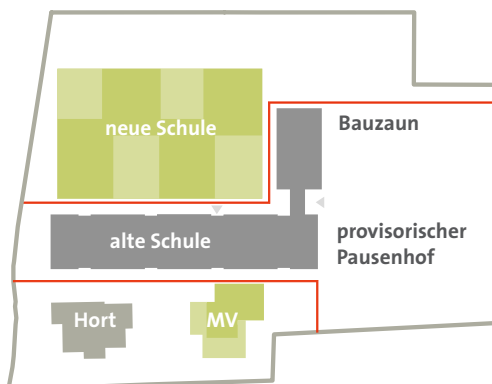 neue Schule
Bauzaun
alte Schule
provisorischer
Pausenhof
Hort
MV